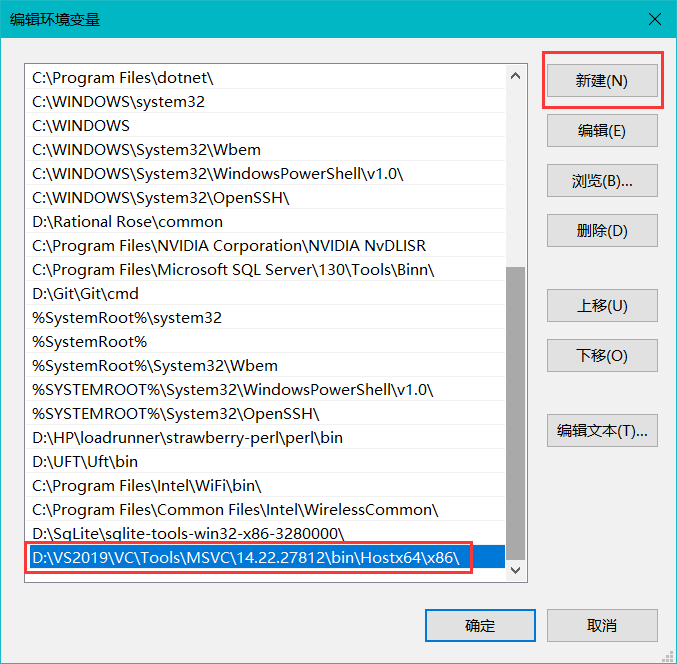 编辑环境变量
C:\Program Files\dotnet\
C:\WINDOWS\system32
C:\WINDOWS
C:\WINDOWS\System32\Wbem
C:\WINDOWS\System32\WindowsPowerShell\v1.0\
C:\WINDOWS\System32\OpenSSH\
D:\Rational Rose\common
C:\Program Files\NVIDIA Corporation\NVIDIA NvDLISR
C:\Program Files\Microsoft SQL Server\130\Tools\Binn\
D:\Git\Git\cmd
%SystemRoot%\system32
%SystemRoot%
%SystemRoot%\System32\Wbem
%SYSTEMROOT%\System32\WindowsPowerShell\v1.0\
%SYSTEMROOT%\System32\OpenSSH\
D:\HP\loadrunner\strawberry-perl\perl\bin
D:\UFT\Uft\bin
C:\Program Files\Intel\WiFi\bin\
C:\Program Files\Common Files\Intel\WirelessCommon\
D:\SqLite\sqlite-tools-win32-x86-3280000\
D:\VS2019\VC\Tools\MSVC\14.22.27812\bin\Hostx64\x86\
新建(N)
编辑(E)
浏览(B)...
删除(D)
上移(U)
下移(O)
编辑文本(T)...
确定
取消